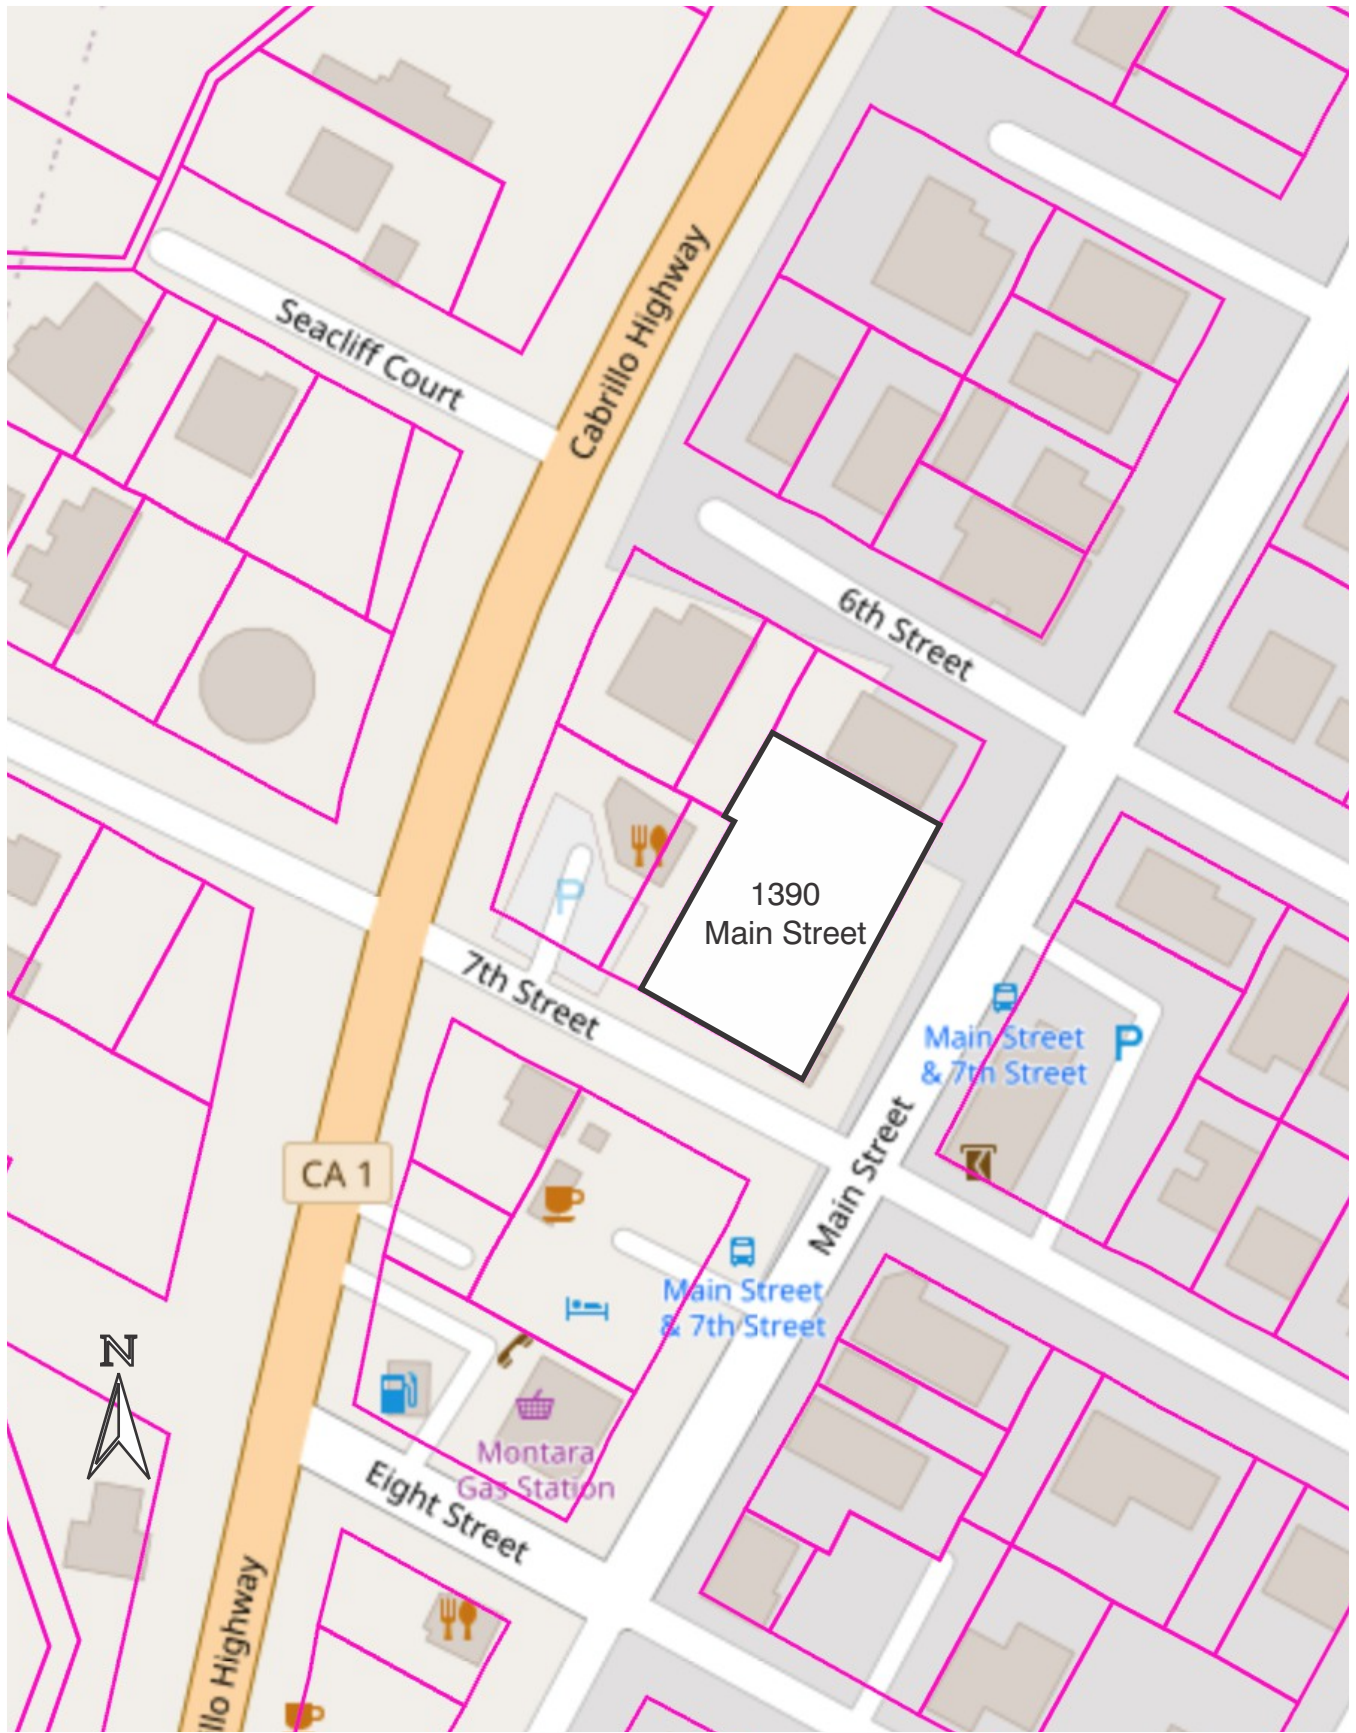 Cabrillo Highway
Seacliff Court
6th Street
1390
Main Street
P
7th Street
Main Street
& 7th Street
P
Main Street
CA 1
Main Street
& 7th Street
N
Montara
Gas Station
Eight Street
llo Highway